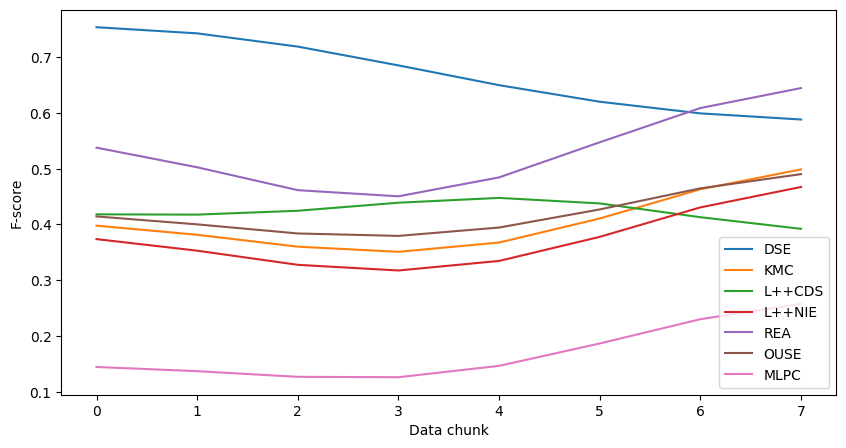 F-score
0.7
0.6
0.5
0.4
0.3
0.2
0.1
0 1 2 3 4 5 6 7
Data chunk
DSE
KMC
L++CDS
L++NIE
REA
OUSE
MLPC